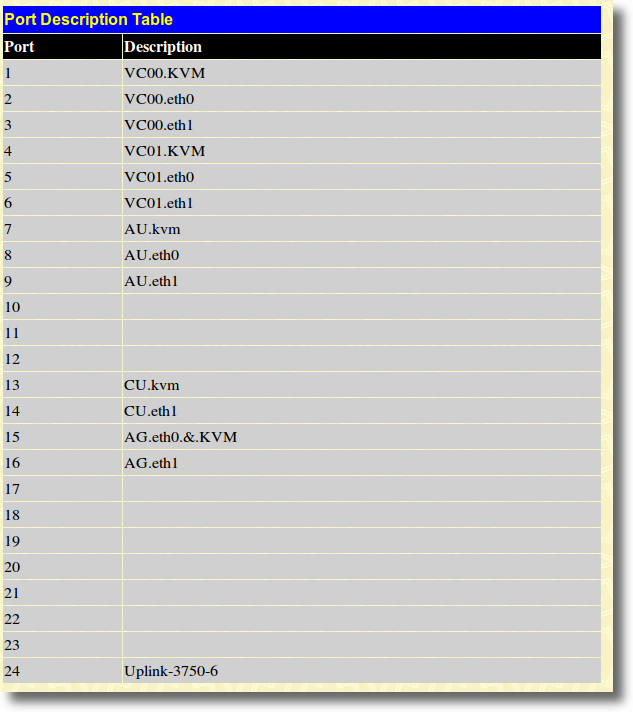 Port Description Table
Port Description
1 VC00.KVM
2 VC00.eth0
3 VC00.eth1
4 VC01.KVM
5 VC01.eth0
6 VC01.eth1
7 AU.kvm
8 AU.eth0
9 AU.eth1
10
11
12
13 CU.kvm
14 CU.eth1
15 AG.eth0.&.KVM
16 AG.eth1
17
18
19
20
21
22
23
24 Uplink-3750-6